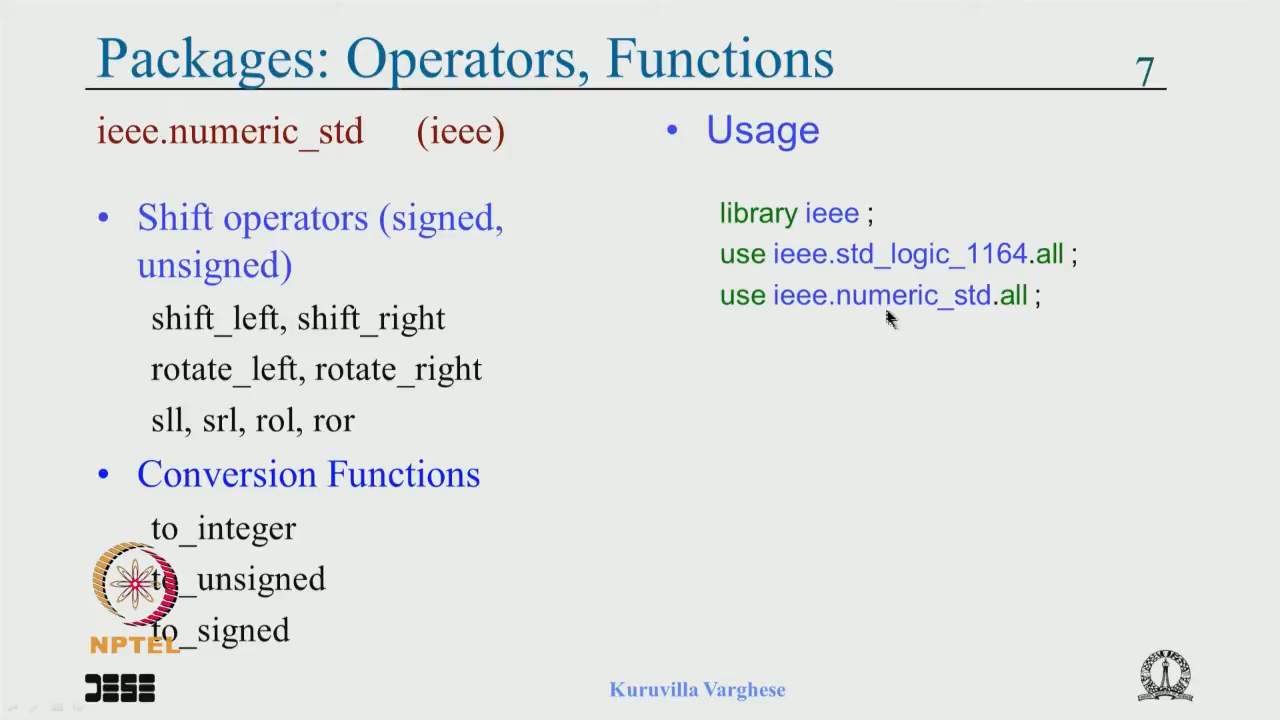 Packages: Operators, Functions
7
ieee.numeric_std (ieee)
• Shift operators (signed,
unsigned)
shift_left, shift_right
rotate_left, rotate_right
sll, srl, rol, ror
• Conversion Functions
to_integer
to_unsigned
to_signed
• Usage
library ieee ;
use ieee.std_logic_1164.all ;
use ieee.numeric_std.all ;
NPTEL
Kuruvilla Varghese